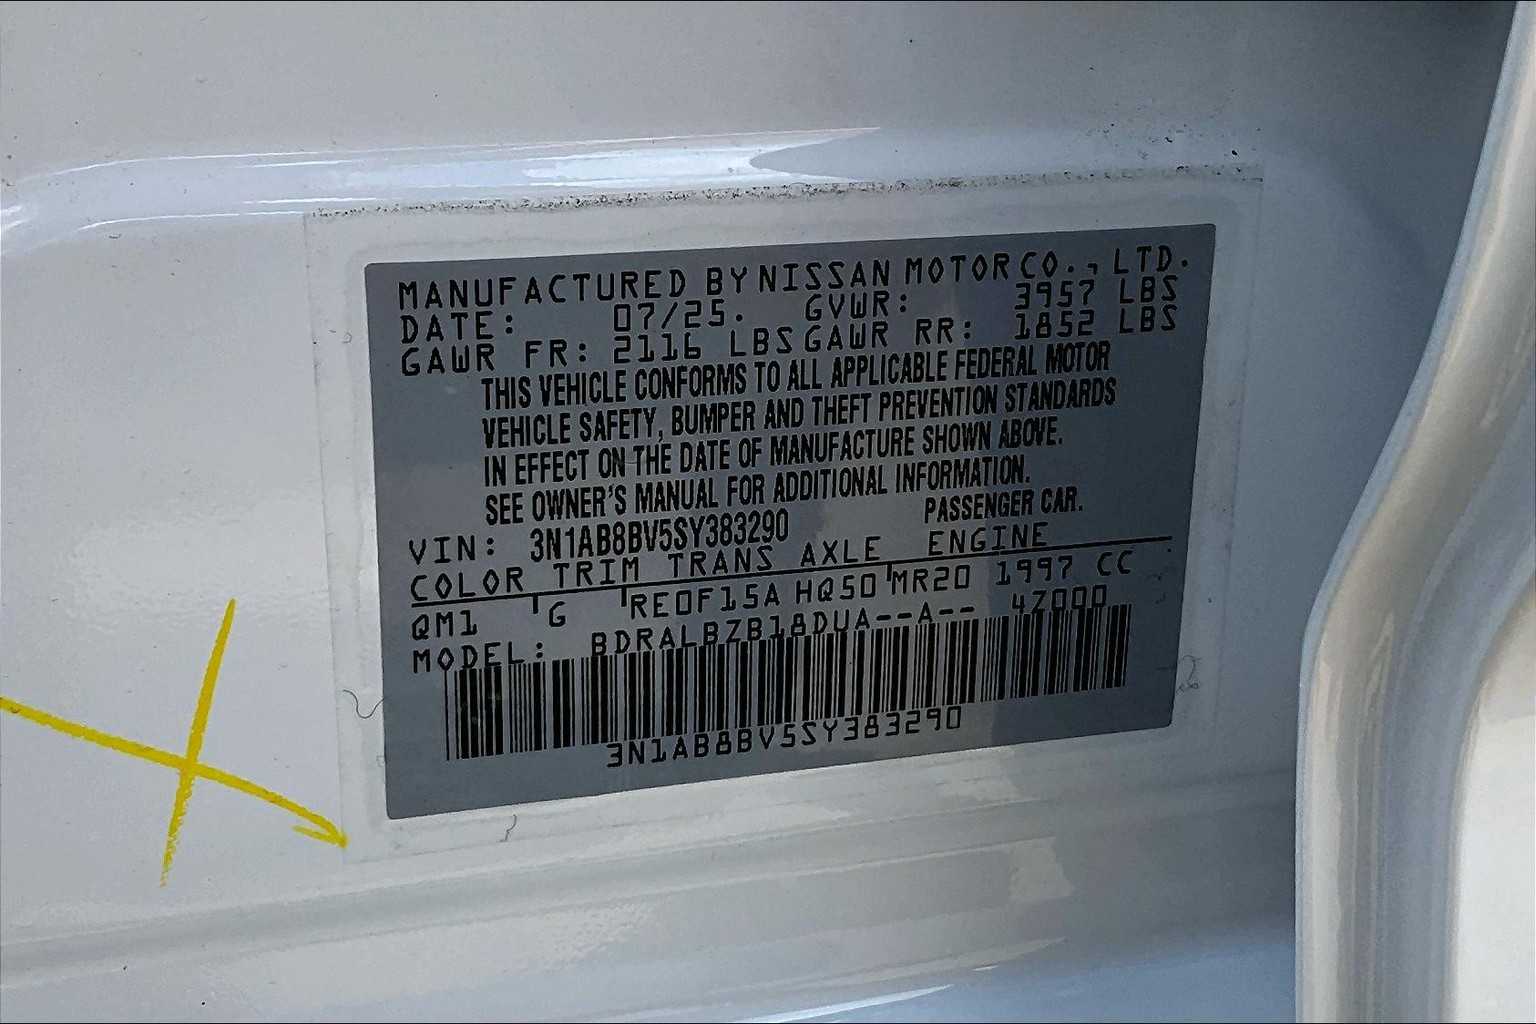 MANUFACTURED BY NISSAN MOTOR CO., LTD.
DATE: 07/25. GVWR: 3957 LBS
GAWR FR: 2116 LBS GAWR RR: 1852 LBS
THIS VEHICLE CONFORMS TO ALL APPLICABLE FEDERAL MOTOR
VEHICLE SAFETY, BUMPER AND THEFT PREVENTION STANDARDS
IN EFFECT ON THE DATE OF MANUFACTURE SHOWN ABOVE.
SEE OWNER'S MANUAL FOR ADDITIONAL INFORMATION.
VIN: 3N1AB8BV5SY383290 PASSENGER CAR.
COLOR TRIM TRANS AXLE ENGINE
QM1 G RE0F15A HQ50 MR20 1997 CC
MODEL: BDRALBZB18DUA--A-- 4Z000
3N1AB8BV5SY383290